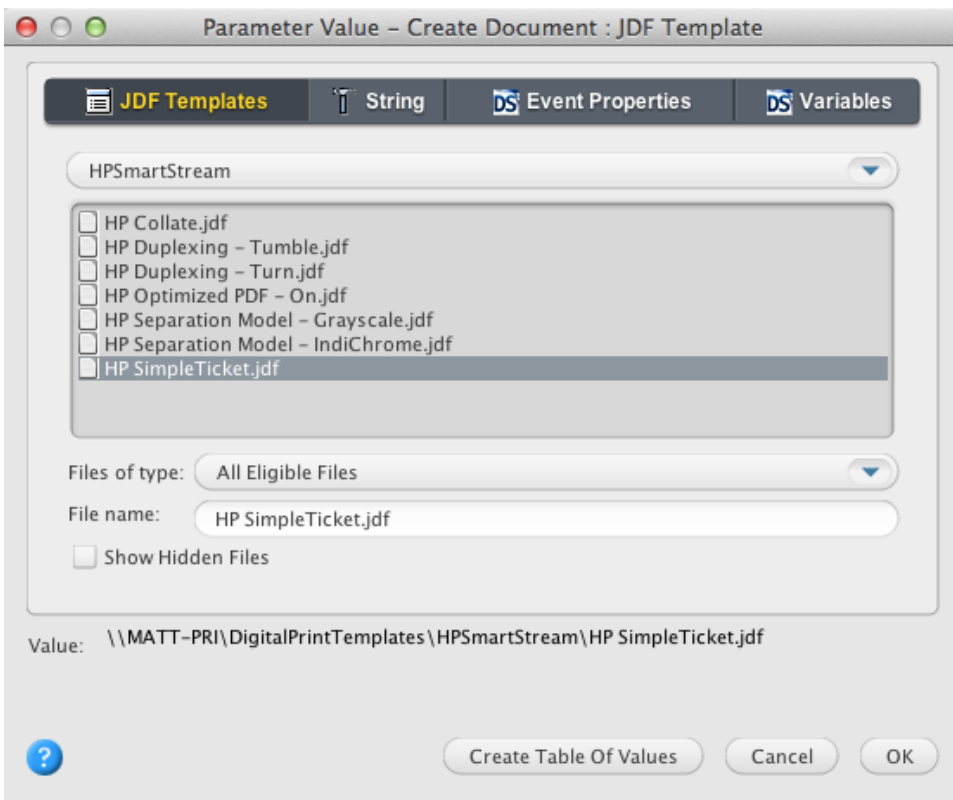 Parameter Value – Create Document : JDF Template
JDF Templates String DS Event Properties DS Variables
HPSmartStream
HP Collate.jdf
HP Duplexing – Tumble.jdf
HP Duplexing – Turn.jdf
HP Optimized PDF – On.jdf
HP Separation Model – Grayscale.jdf
HP Separation Model – IndiChrome.jdf
HP SimpleTicket.jdf
Files of type: All Eligible Files
File name: HP SimpleTicket.jdf
Show Hidden Files
Value: \\MATT-PRI\DigitalPrintTemplates\HPSmartStream\HP SimpleTicket.jdf
? Create Table Of Values Cancel OK